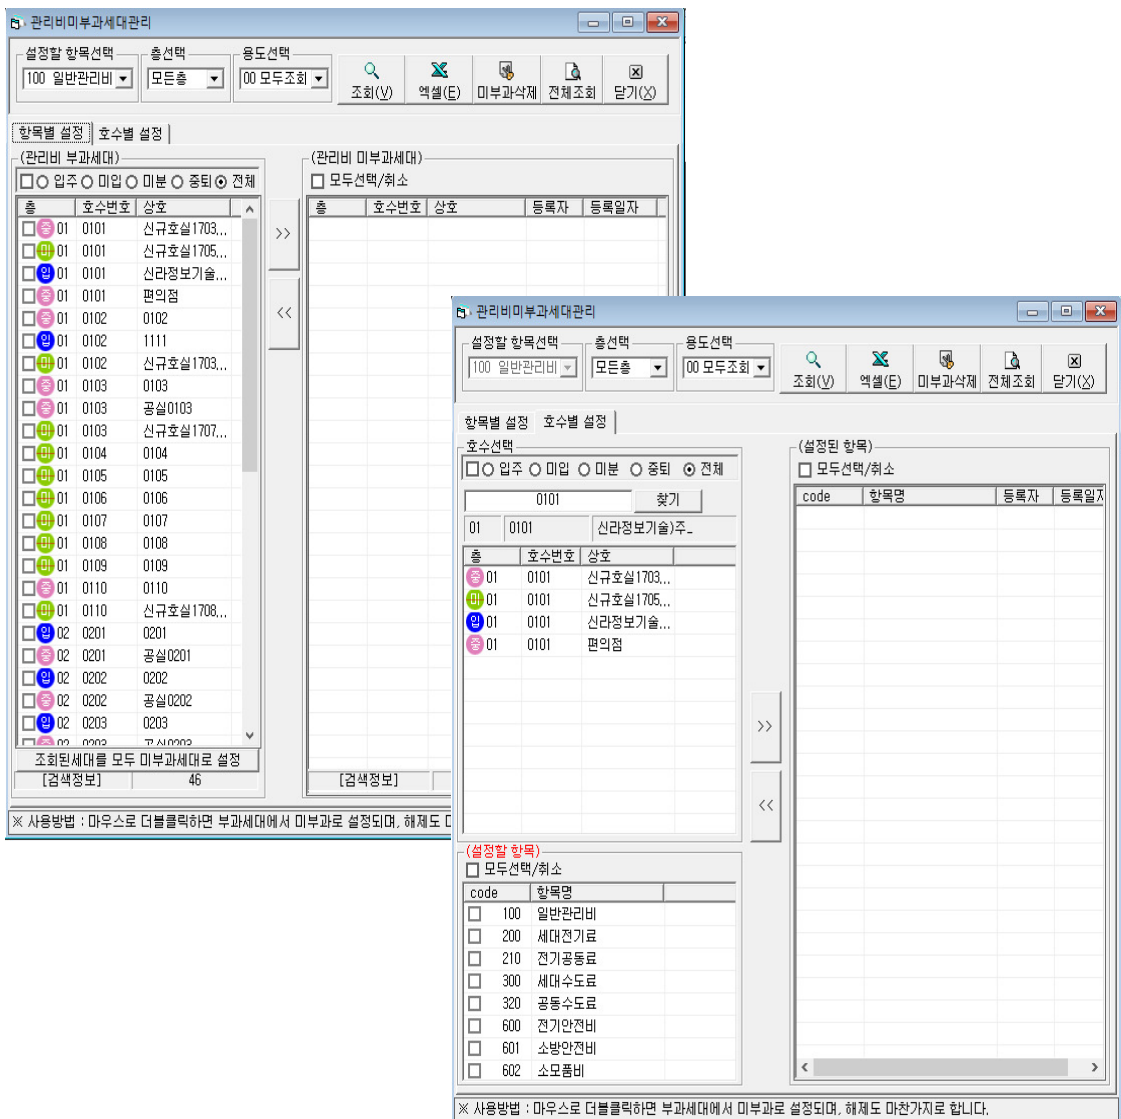 관리비미부과세대관리
설정할 항목선택 층선택 용도선택
100 일반관리비 모든층 00 모두조회 조회(V) 엑셀(E) 미부과삭제 전체조회 닫기(X)
항목별 설정 호수별 설정
(관리비 부과세대) (관리비 미부과세대)
입주 미입 미분 중퇴 전체 모두선택/취소
층 호수번호 상호 층 호수번호 상호 등록자 등록일자
중 01 0101 신규호실1703...
미 01 0101 신규호실1705...
입 01 0101 신라정보기술...
중 01 0101 편의점
중 01 0102 0102
입 01 0102 1111
미 01 0102 신규호실1703...
중 01 0103 0103
중 01 0103 공실0103
미 01 0103 신규호실1707...
미 01 0104 0104
미 01 0105 0105
미 01 0106 0106
미 01 0107 0107
미 01 0108 0108
미 01 0109 0109
중 01 0110 0110
미 01 0110 신규호실1708...
입 02 0201 0201
중 02 0201 공실0201
입 02 0202 0202
중 02 0202 공실0202
입 02 0203 0203
>>
<<
조회된세대를 모두 미부과세대로 설정
[검색정보] 46 [검색정보]
※ 사용방법 : 마우스로 더블클릭하면 부과세대에서 미부과로 설정되며, 해제도
관리비미부과세대관리
설정할 항목선택 층선택 용도선택
100 일반관리비 모든층 00 모두조회 조회(V) 엑셀(E) 미부과삭제 전체조회 닫기(X)
항목별 설정 호수별 설정
호수선택 (설정된 항목)
입주 미입 미분 중퇴 전체 모두선택/취소
0101 찾기 code 항목명 등록자 등록일자
01 0101 신라정보기술)주_
층 호수번호 상호
중 01 0101 신규호실1703...
미 01 0101 신규호실1705...
입 01 0101 신라정보기술...
중 01 0101 편의점
>>
<<
(설정할 항목)
모두선택/취소
code 항목명
100 일반관리비
200 세대전기료
210 전기공동료
300 세대수도료
320 공동수도료
600 전기안전비
601 소방안전비
602 소모품비
※ 사용방법 : 마우스로 더블클릭하면 부과세대에서 미부과로 설정되며, 해제도 마찬가지로 합니다.